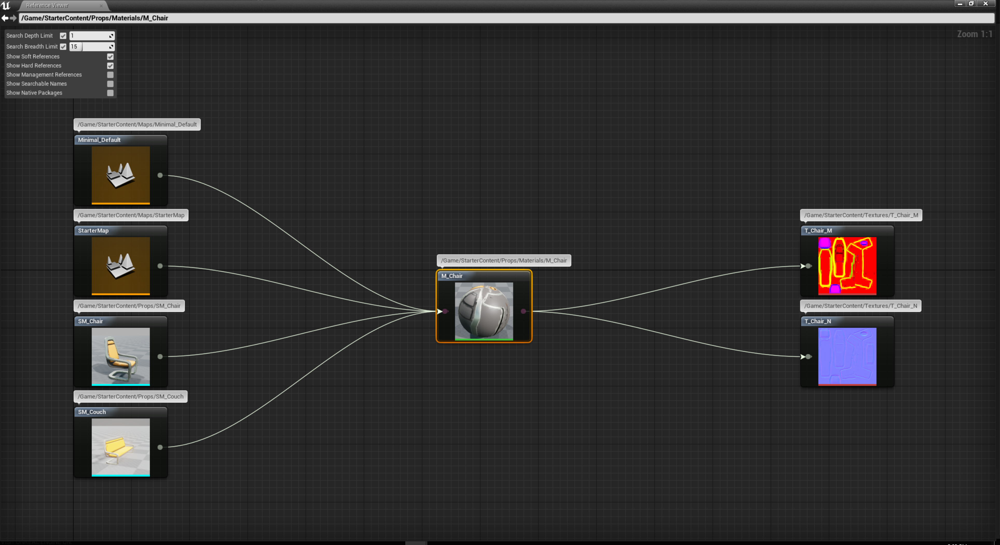 Reference Viewer
/Game/StarterContent/Props/Materials/M_Chair
Zoom 1:1
Search Depth Limit 1
Search Breadth Limit 15
Show Soft References
Show Hard References
Show Management References
Show Searchable Names
Show Native Packages
/Game/StarterContent/Maps/Minimal_Default
Minimal_Default
/Game/StarterContent/Maps/StarterMap
StarterMap
/Game/StarterContent/Props/SM_Chair
SM_Chair
/Game/StarterContent/Props/SM_Couch
SM_Couch
/Game/StarterContent/Props/Materials/M_Chair
M_Chair
/Game/StarterContent/Textures/T_Chair_M
T_Chair_M
/Game/StarterContent/Textures/T_Chair_N
T_Chair_N